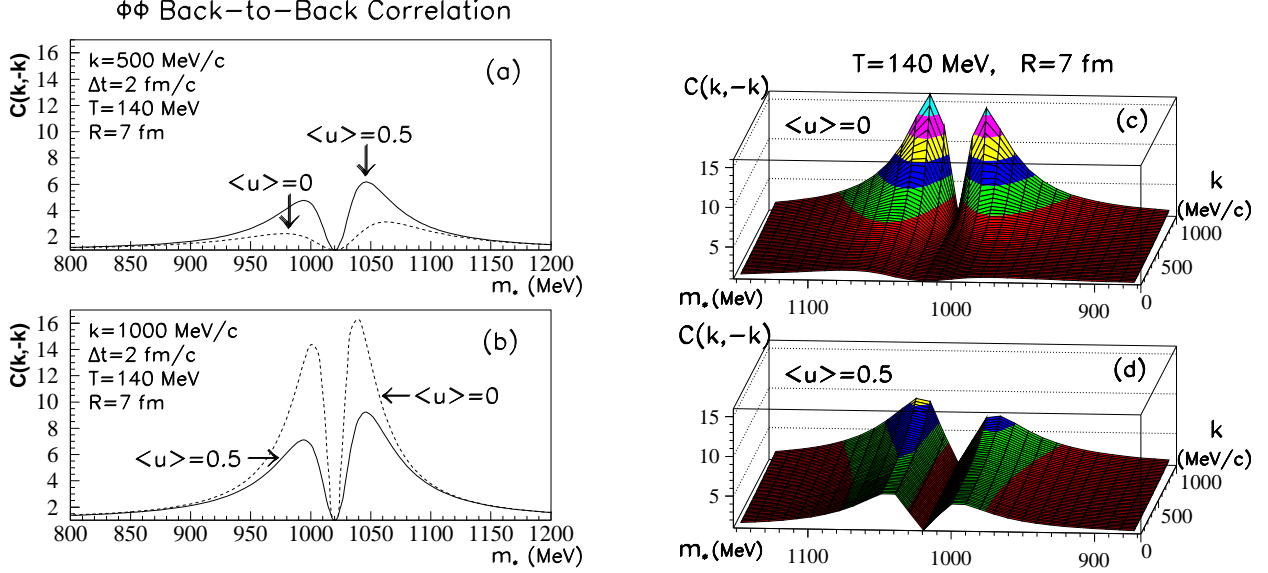 ϕϕ Back-to-Back Correlation
C(k,-k)
16
14
12
10
8
6
4
2
k=500 MeV/c
Δt=2 fm/c
T=140 MeV
R=7 fm
(a)
<u>=0.5
<u>=0
800 850 900 950 1000 1050 1100 1150 1200
m* (MeV)
C(k,-k)
16
14
12
10
8
6
4
2
k=1000 MeV/c
Δt=2 fm/c
T=140 MeV
R=7 fm
(b)
<u>=0
<u>=0.5
800 850 900 950 1000 1050 1100 1150 1200
m* (MeV)
T=140 MeV, R=7 fm
C(k,-k)
<u>=0
(c)
15
10
5
k
(MeV/c)
1000
500
0
m* (MeV)
1100 1000 900
C(k,-k)
<u>=0.5
(d)
15
10
5
k
(MeV/c)
1000
500
0
m* (MeV)
1100 1000 900